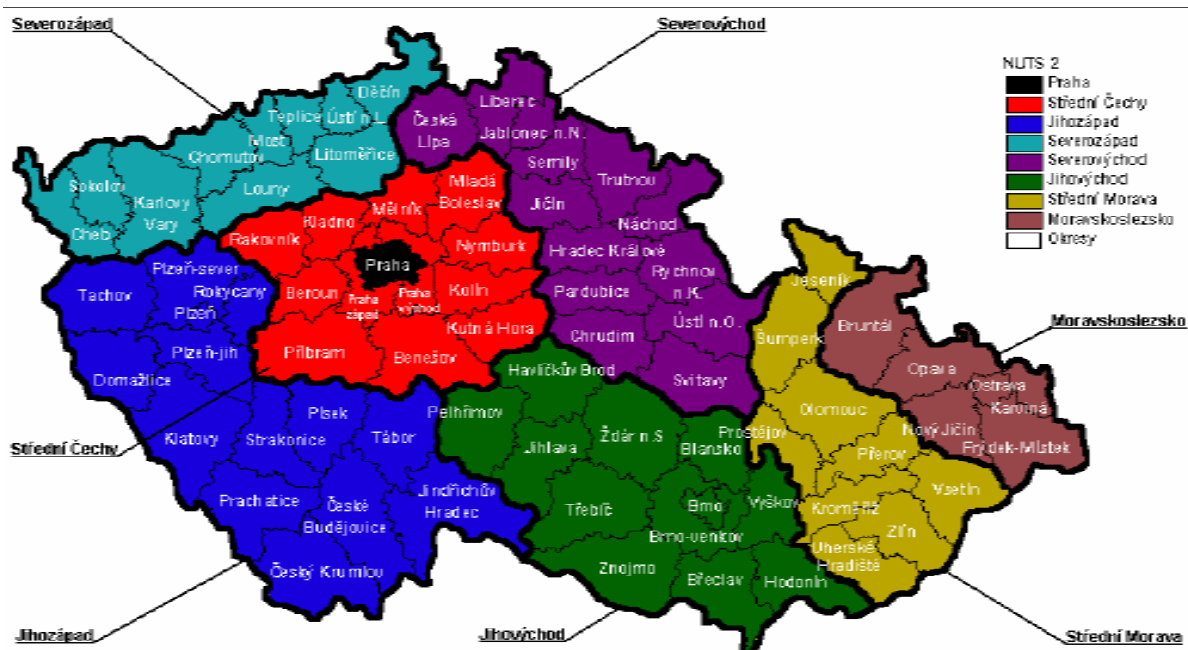 Severozápad
Severovýchod
NUTS 2
Praha
Střední Čechy
Jihozápad
Severozápad
Severovýchod
Jihovýchod
Střední Morava
Moravskoslezsko
Okresy
Děčín
Liberec
Teplice
Ústí n.L.
Česká
Lípa
Jablonec n.N.
Most
Chomutov
Litoměřice
Semily
Trutnov
Sokolov
Louny
Mladá
Boleslav
Karlovy
Vary
Mělník
Jičín
Kladno
Náchod
Cheb
Rakovník
Nymburk
Hradec Králové
Plzeň-sever
Praha
Rychnov
n.K.
Jeseník
Tachov
Rokycany
Beroun
Kolín
Pardubice
Plzeň
Praha
západ
Praha
východ
Ústí n.O.
Bruntál
Moravskoslezsko
Kutná Hora
Chrudim
Šumperk
Plzeň-jih
Příbram
Benešov
Opava
Havlíčkův Brod
Svitavy
Ostrava
Domažlice
Karviná
Olomouc
Písek
Pelhřimov
Klatovy
Strakonice
Tábor
Prostějov
Nový Jičín
Střední Čechy
Jihlava
Žďár n.S
Blansko
Přerov
Frýdek-Místek
Prachatice
Jindřichův
Hradec
Vsetín
České
Budějovice
Třebíč
Brno
Vyškov
Kroměříž
Zlín
Brno-venkov
Uherské
Hradiště
Český Krumlov
Znojmo
Břeclav
Hodonín
Jihozápad
Jihovýchod
Střední Morava